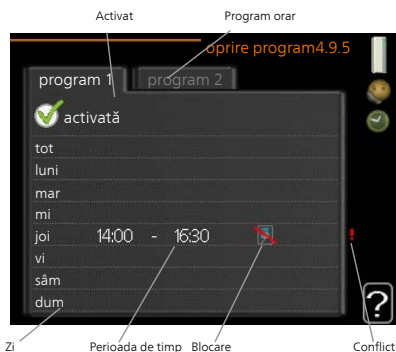 Activat Program orar
oprire program4.9.5
program 1 program 2
activată
tot
luni
mar
mi
joi 14:00 - 16:30 !
vi
sâm
dum
?
Zi Perioada de timp Blocare Conflict